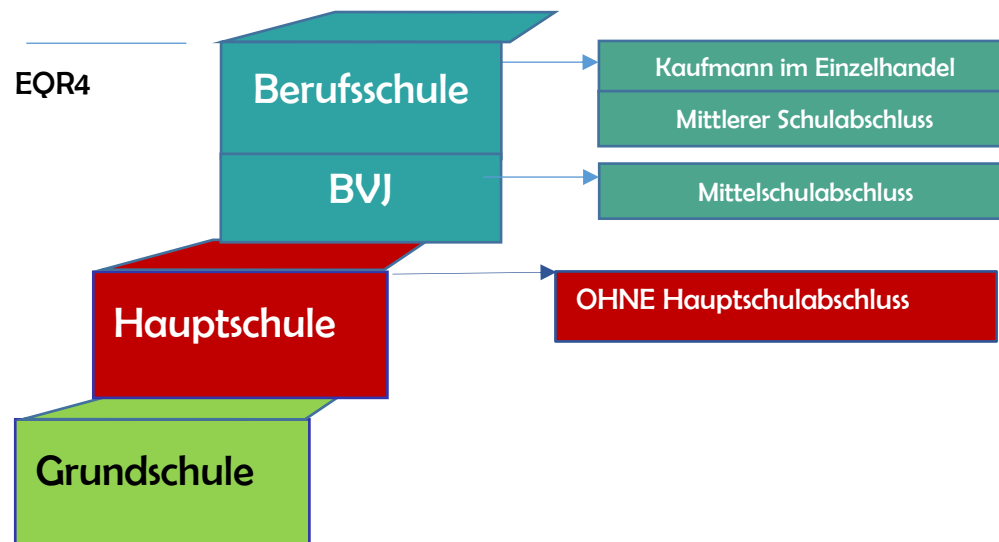 EQR4
Berufsschule
Kaufmann im Einzelhandel
Mittlerer Schulabschluss
BVJ
Mittelschulabschluss
Hauptschule
OHNE Hauptschulabschluss
Grundschule